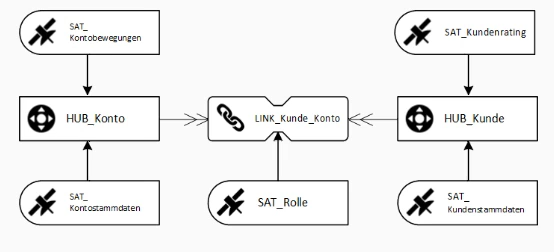 SAT_
Kontobewegungen
SAT_Kundenrating
HUB_Konto
LINK_Kunde_Konto
HUB_Kunde
SAT_
Kontostammdaten
SAT_Rolle
SAT_
Kundenstammdaten